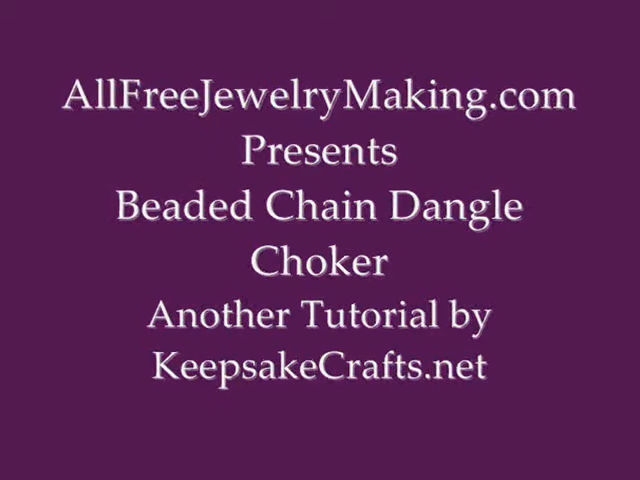 AllFreeJewelryMaking.com
Presents
Beaded Chain Dangle
Choker
Another Tutorial by
KeepsakeCrafts.net